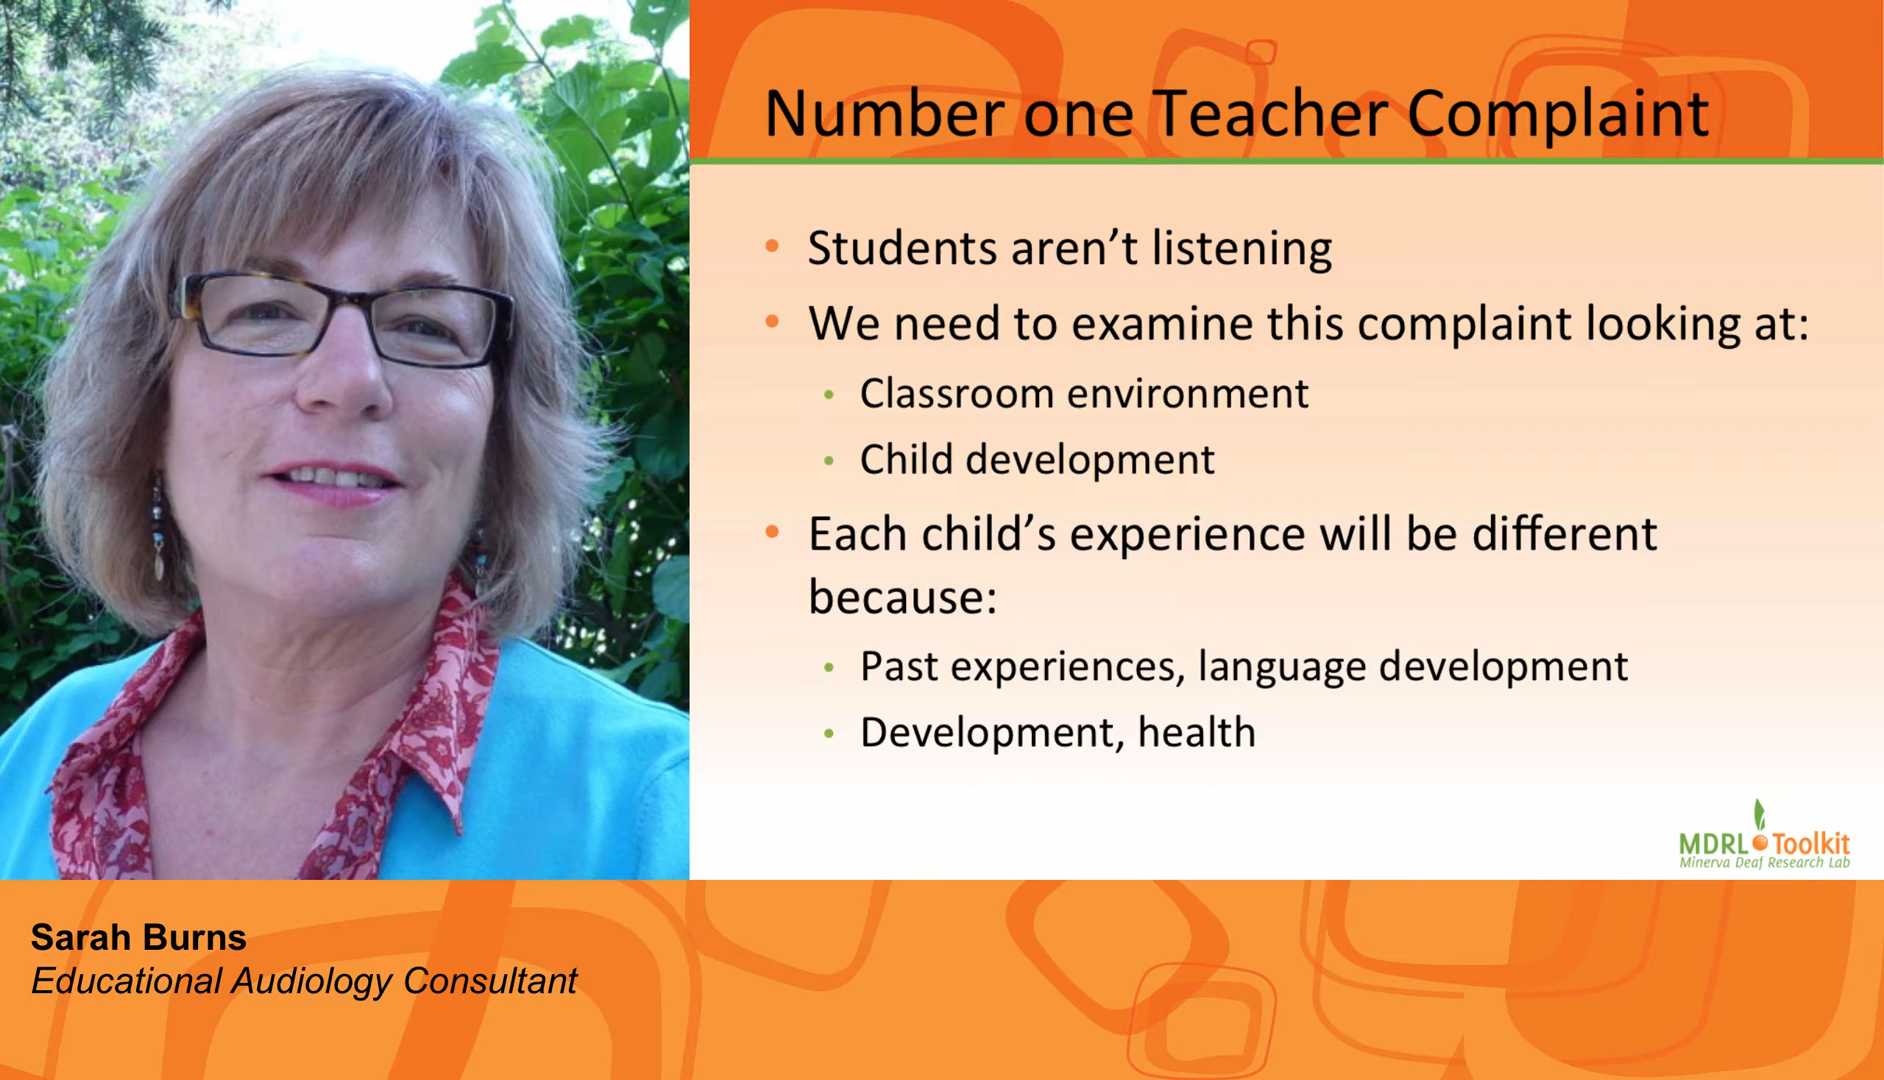 Number one Teacher Complaint
• Students aren’t listening
• We need to examine this complaint looking at:
• Classroom environment
• Child development
• Each child’s experience will be different
because:
• Past experiences, language development
• Development, health
MDRL Toolkit
Minerva Deaf Research Lab
Sarah Burns
Educational Audiology Consultant